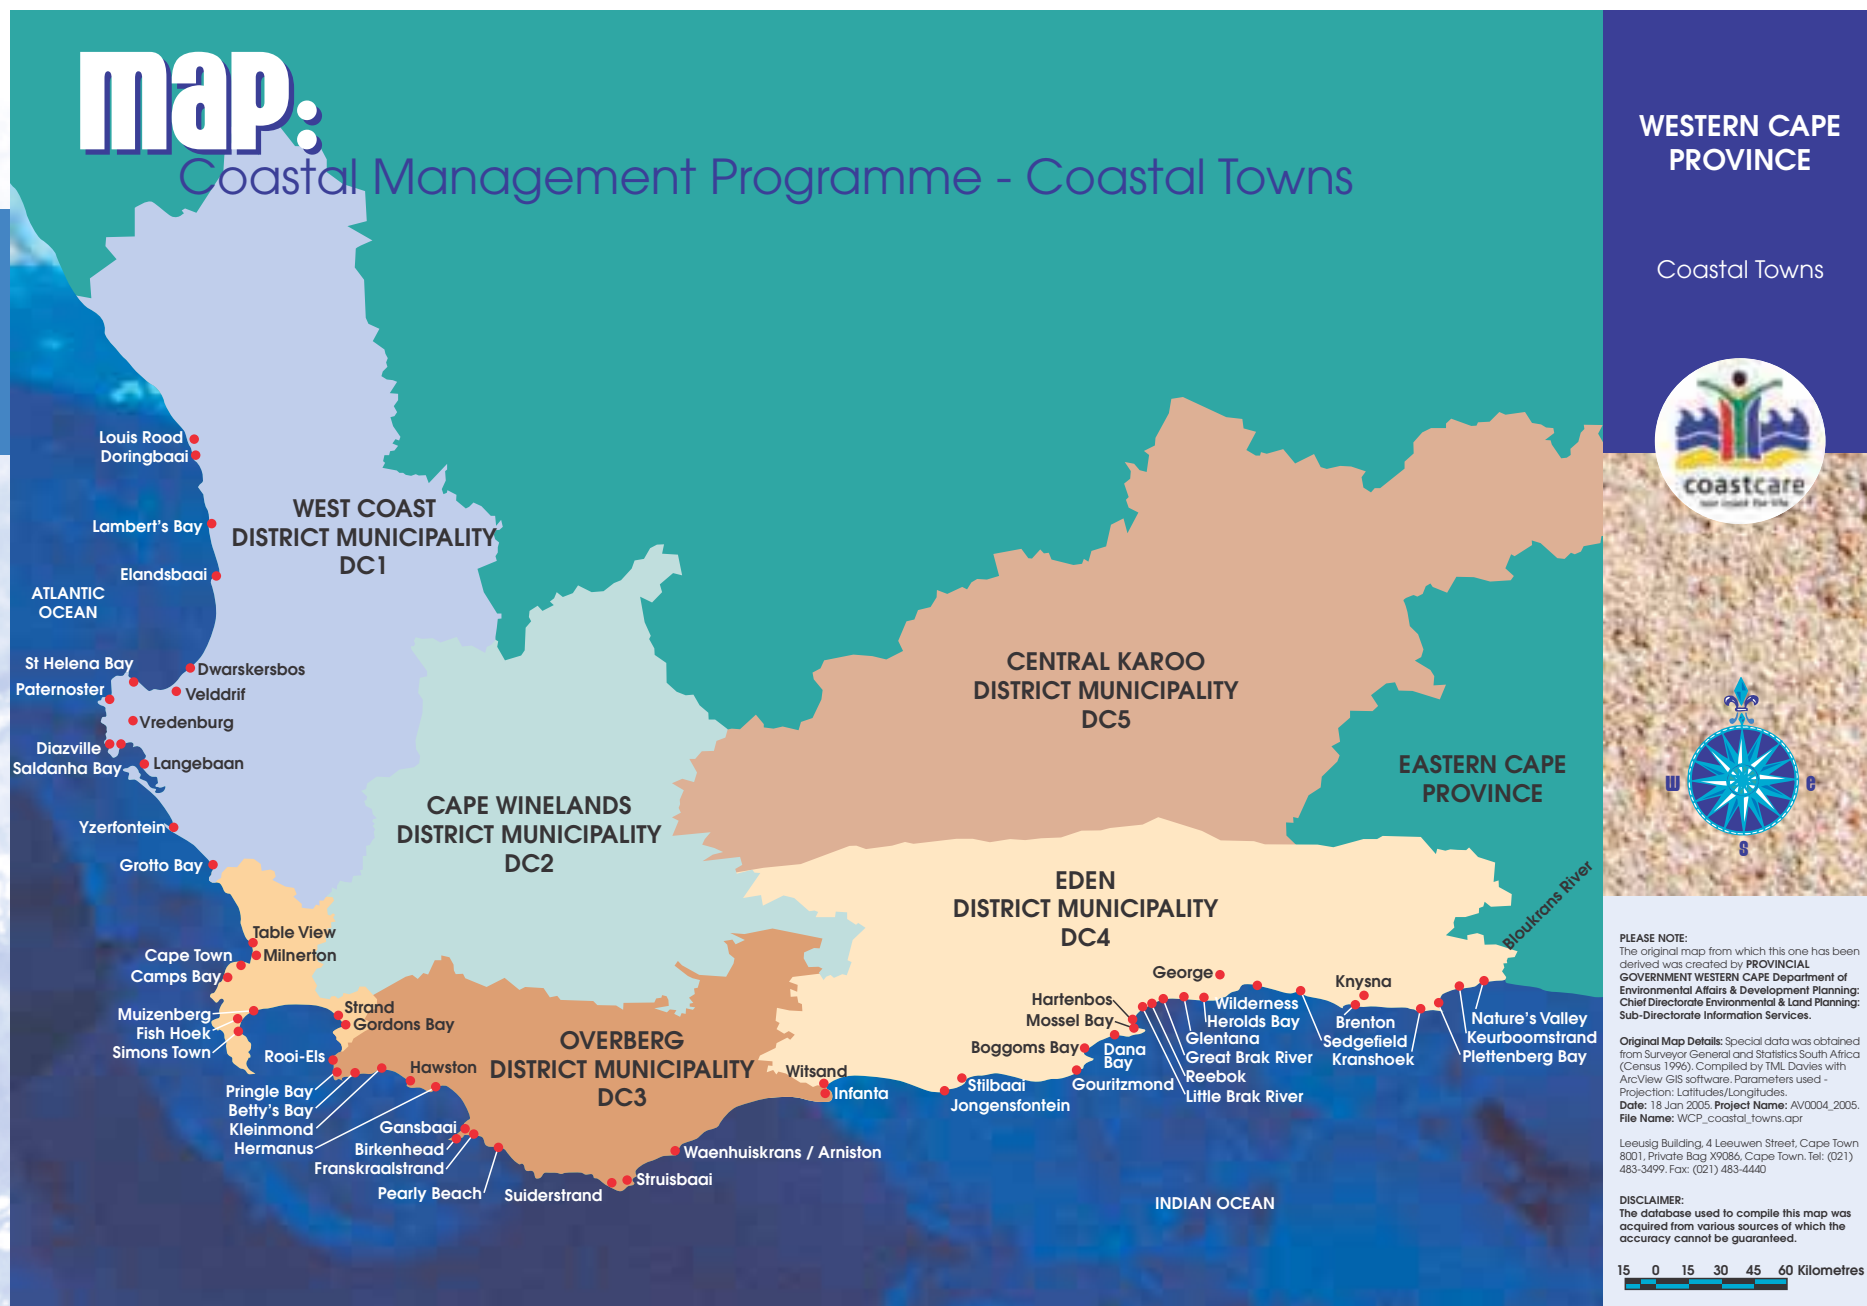 map:
Coastal Management Programme - Coastal Towns
WESTERN CAPE
PROVINCE
Coastal Towns
coastcare
Louis Rood
Doringbaai
Lambert's Bay
Elandsbaai
ATLANTIC
OCEAN
WEST COAST
DISTRICT MUNICIPALITY
DC1
St Helena Bay
Dwarskersbos
Paternoster
Velddrif
Vredenburg
Diazville
Saldanha Bay
Langebaan
Yzerfontein
Grotto Bay
CAPE WINELANDS
DISTRICT MUNICIPALITY
DC2
CENTRAL KAROO
DISTRICT MUNICIPALITY
DC5
EASTERN CAPE
PROVINCE
Bloukrans River
EDEN
DISTRICT MUNICIPALITY
DC4
Table View
Cape Town
Milnerton
Camps Bay
Muizenberg
Fish Hoek
Simons Town
Strand
Gordons Bay
Rooi-Els
Pringle Bay
Betty's Bay
Kleinmond
Hermanus
Hawston
OVERBERG
DISTRICT MUNICIPALITY
DC3
Gansbaai
Birkenhead
Franskraalstrand
Pearly Beach
Suiderstrand
Struisbaai
Waenhuiskrans / Arniston
Witsand
Infanta
Stilbaai
Jongensfontein
Gouritzmond
Boggoms Bay
Dana
Bay
Mossel Bay
Hartenbos
George
Wilderness
Herolds Bay
Glentana
Great Brak River
Reebok
Little Brak River
Knysna
Brenton
Sedgefield
Kranshoek
Nature's Valley
Keurboomstrand
Plettenberg Bay
INDIAN OCEAN
w
e
s
PLEASE NOTE:
The original map from which this one has been
derived was created by PROVINCIAL
GOVERNMENT WESTERN CAPE Department of
Environmental Affairs & Development Planning:
Chief Directorate Environmental & Land Planning:
Sub-Directorate Information Services.
Original Map Details: Special data was obtained
from Surveyor General and Statistics South Africa
(Census 1996). Compiled by TML Davies with
ArcView GIS software. Parameters used -
Projection: Latitudes/Longitudes.
Date: 18 Jan 2005. Project Name: AV0004_2005.
File Name: WCP_coastal_towns.apr
Leeusig Building, 4 Leeuwen Street, Cape Town
8001, Private Bag X9086, Cape Town. Tel: (021)
483-3499. Fax: (021) 483-4440
DISCLAIMER:
The database used to compile this map was
acquired from various sources of which the
accuracy cannot be guaranteed.
15 0 15 30 45 60 Kilometres